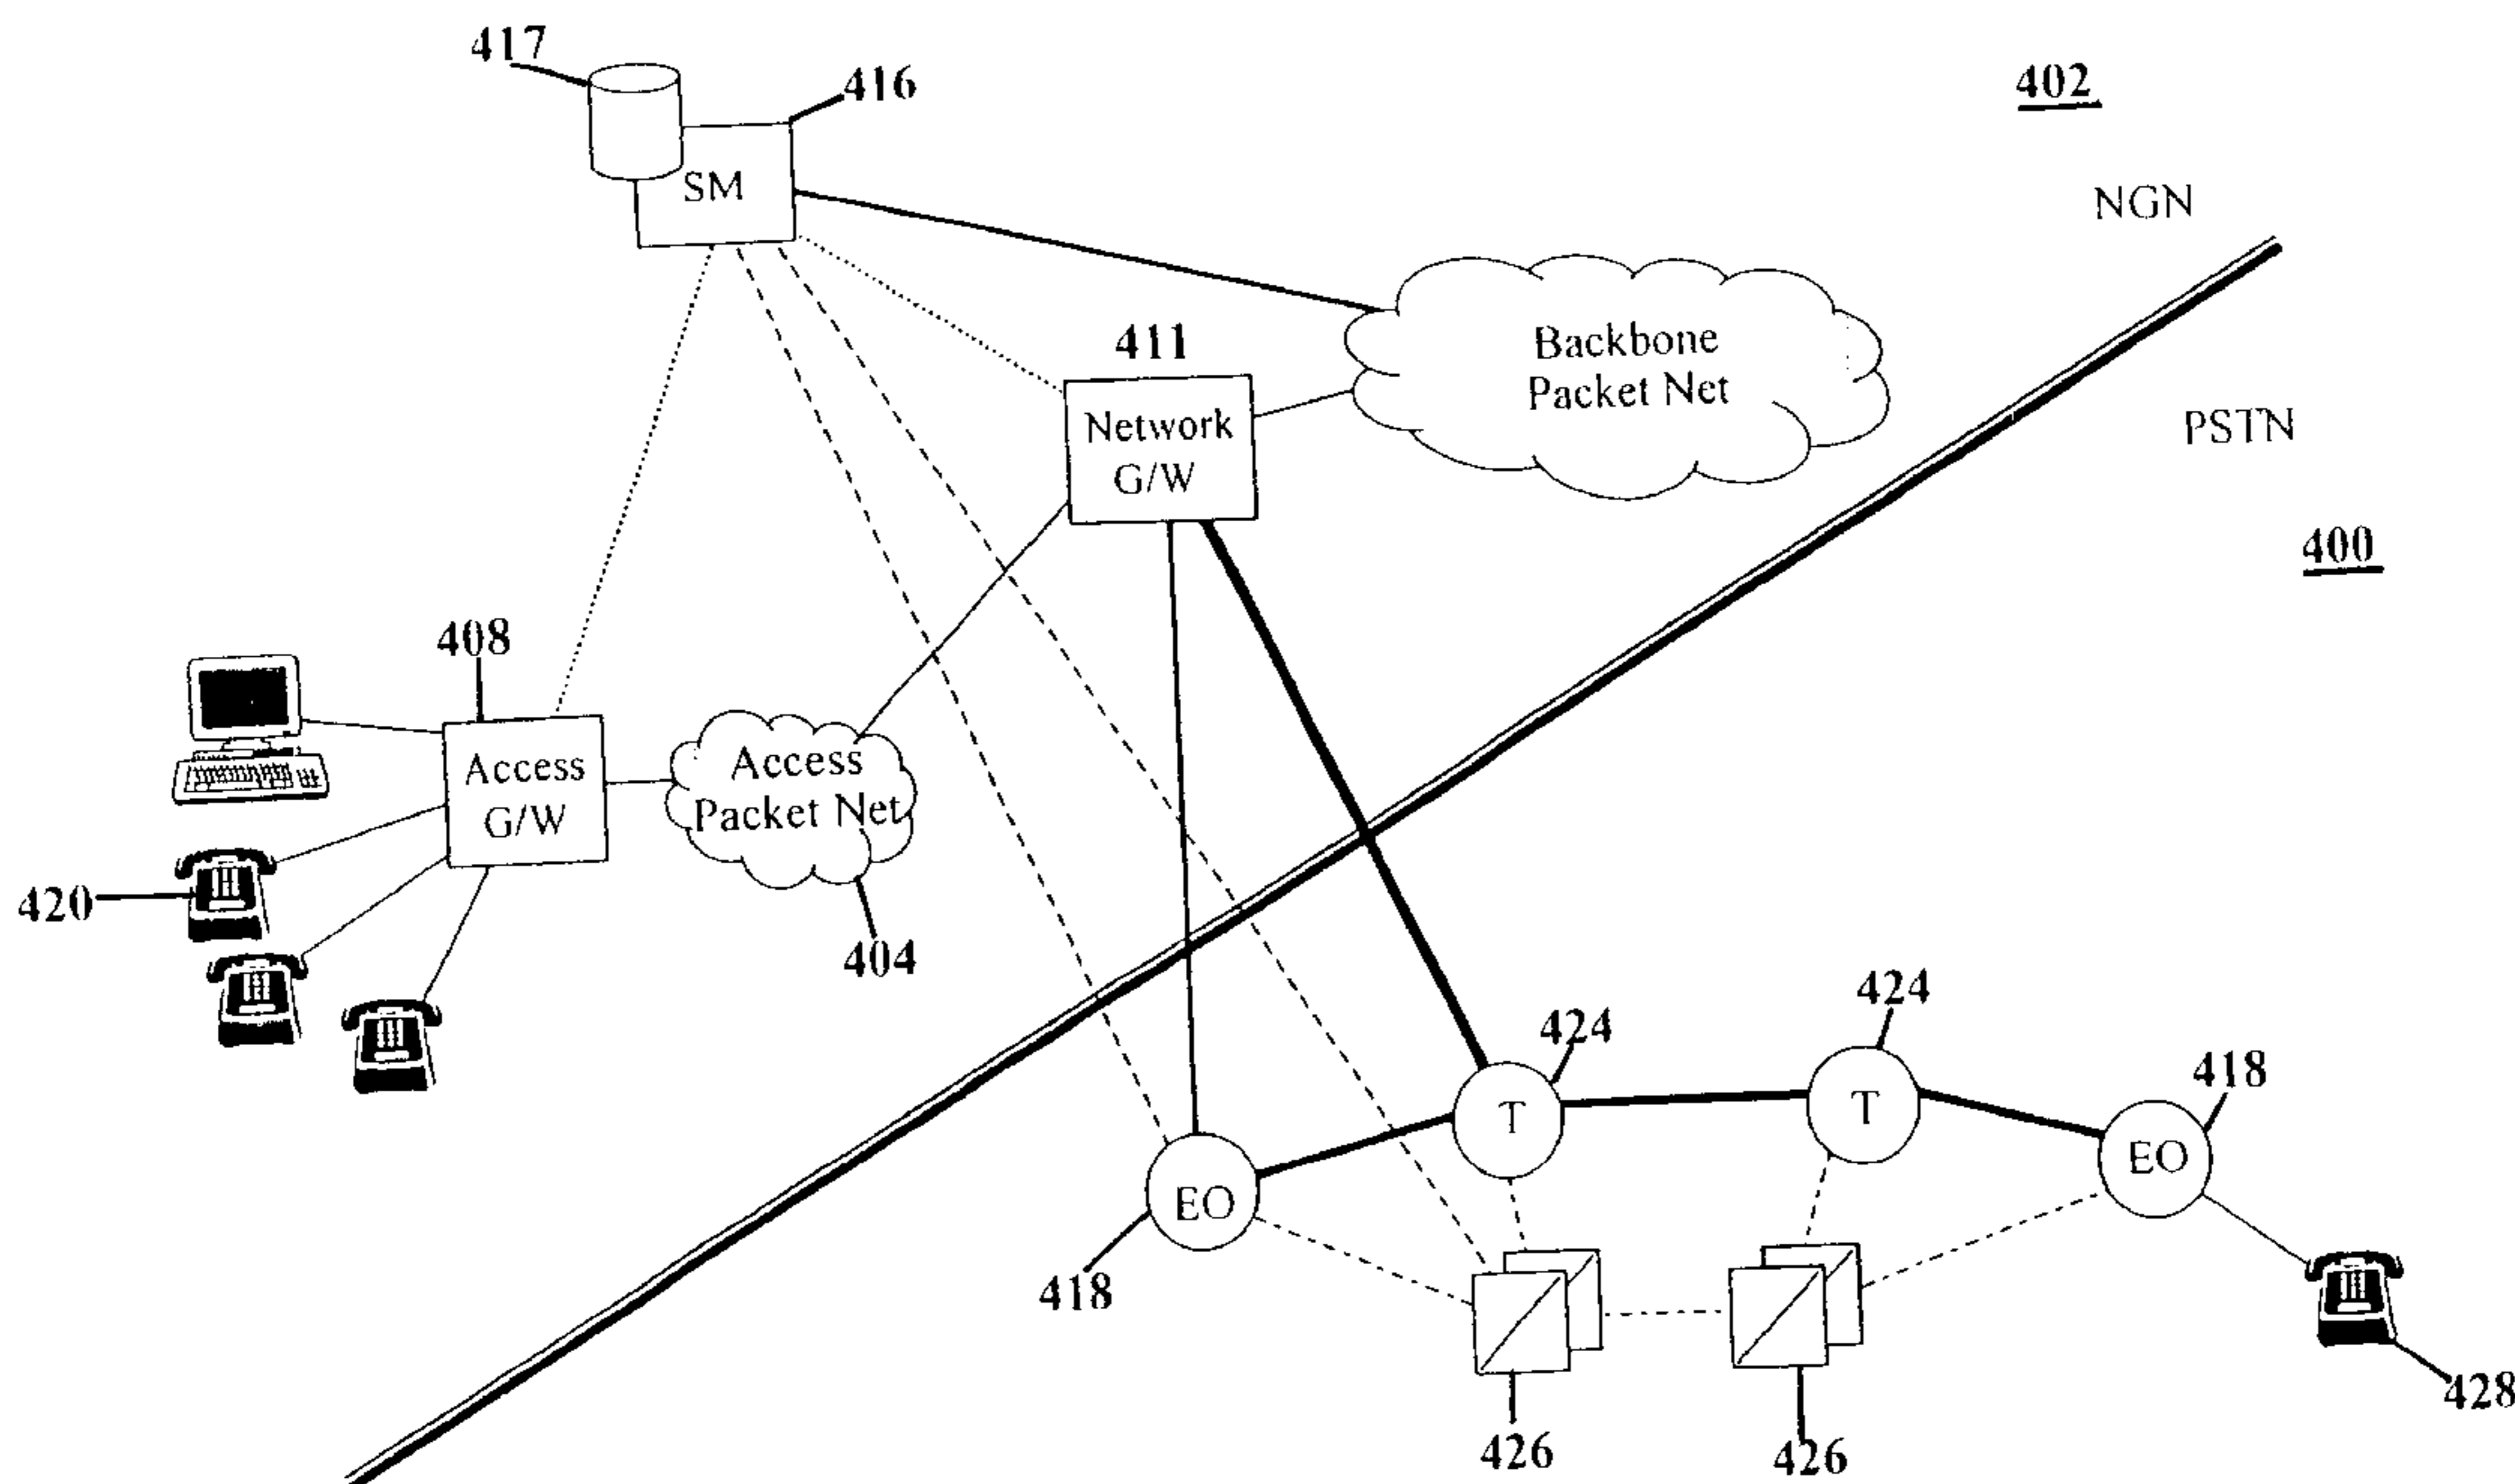 417
416
402
SM
NGN
411
Backbone
Packet Net
Network
G/W
PSTN
400
408
Access
G/W
Access
Packet Net
420
404
424
424
418
T
T
EO
EO
418
426
426
428